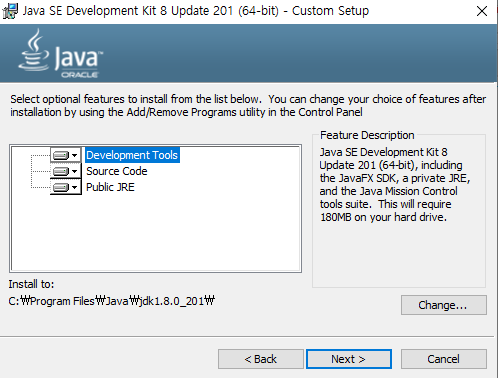 Java SE Development Kit 8 Update 201 (64-bit) - Custom Setup
Java
ORACLE
Select optional features to install from the list below. You can change your choice of features after
installation by using the Add/Remove Programs utility in the Control Panel
Development Tools
Source Code
Public JRE
Feature Description
Java SE Development Kit 8
Update 201 (64-bit), including
the JavaFX SDK, a private JRE,
and the Java Mission Control
tools suite. This will require
180MB on your hard drive.
Install to:
C:₩Program Files₩Java₩jdk1.8.0_201₩
Change...
< Back
Next >
Cancel